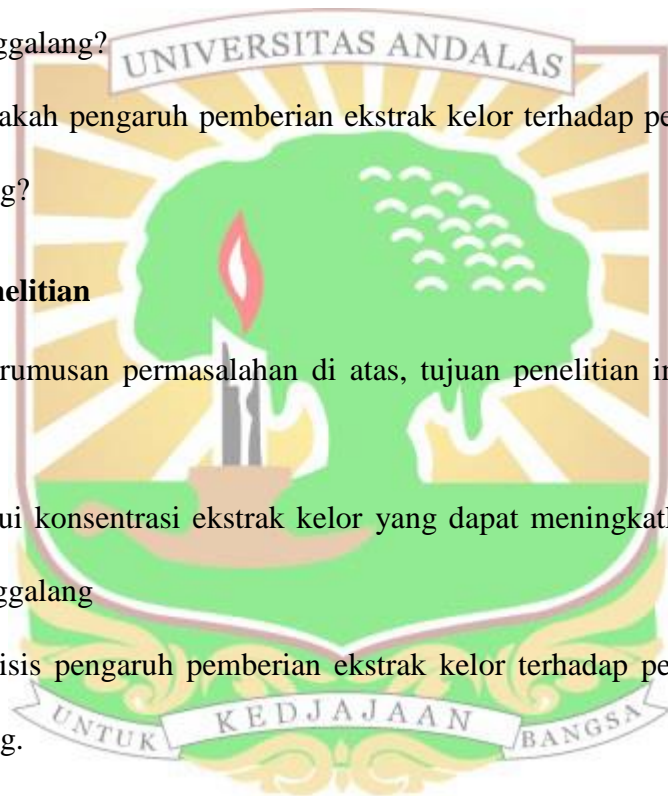 ggalang?
UNIVERSITAS ANDALAS
akah pengaruh pemberian ekstrak kelor terhadap pe
g?
nelitian
rumusan permasalahan di atas, tujuan penelitian in
ui konsentrasi ekstrak kelor yang dapat meningkatk
ggalang
isis pengaruh pemberian ekstrak kelor terhadap pe
UNTUK KEDJAJAAN BANGSA
g.